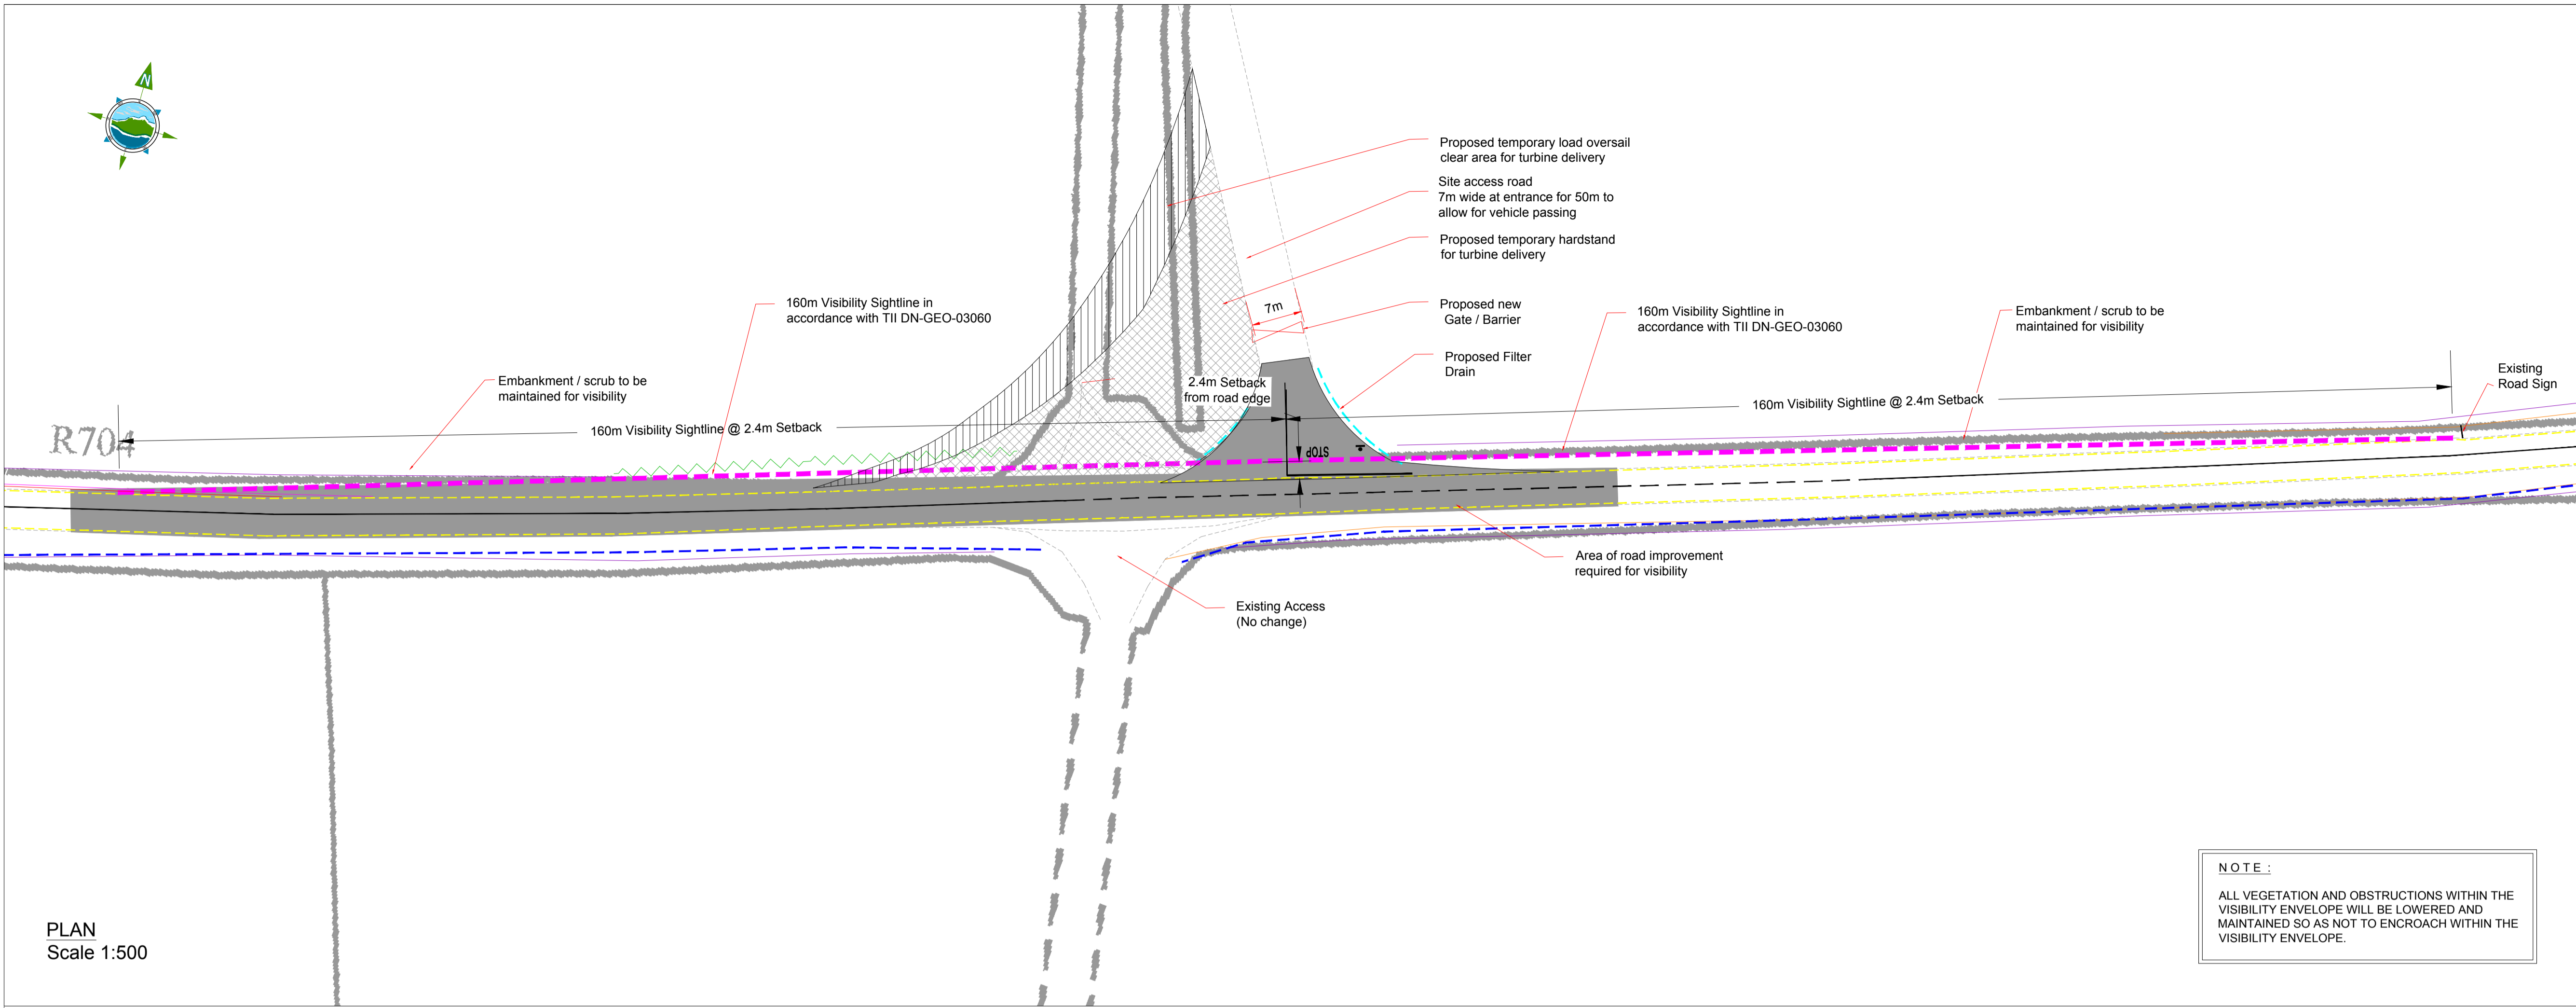 N
Proposed temporary load oversail
clear area for turbine delivery
Site access road
7m wide at entrance for 50m to
allow for vehicle passing
Proposed temporary hardstand
for turbine delivery
160m Visibility Sightline in
accordance with TII DN-GEO-03060
7m
Proposed new
Gate / Barrier
160m Visibility Sightline in
accordance with TII DN-GEO-03060
Embankment / scrub to be
maintained for visibility
Proposed Filter
Drain
Existing
Road Sign
Embankment / scrub to be
maintained for visibility
2.4m Setback
from road edge
160m Visibility Sightline @ 2.4m Setback
R704
160m Visibility Sightline @ 2.4m Setback
STOP
Area of road improvement
required for visibility
Existing Access
(No change)
NOTE :
ALL VEGETATION AND OBSTRUCTIONS WITHIN THE
VISIBILITY ENVELOPE WILL BE LOWERED AND
MAINTAINED SO AS NOT TO ENCROACH WITHIN THE
VISIBILITY ENVELOPE.
PLAN
Scale 1:500